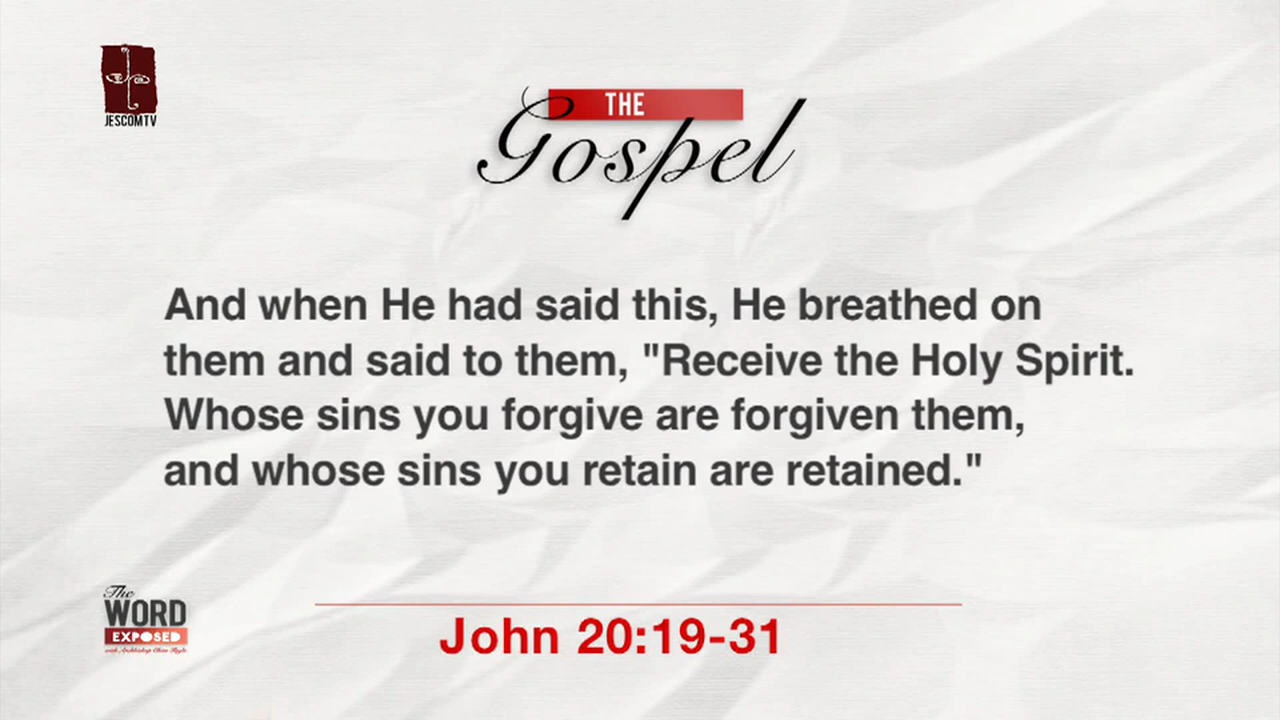 JESCOMTV
THE
Gospel
And when He had said this, He breathed on
them and said to them, "Receive the Holy Spirit.
Whose sins you forgive are forgiven them,
and whose sins you retain are retained."
The
WORD
EXPOSED
John 20:19-31